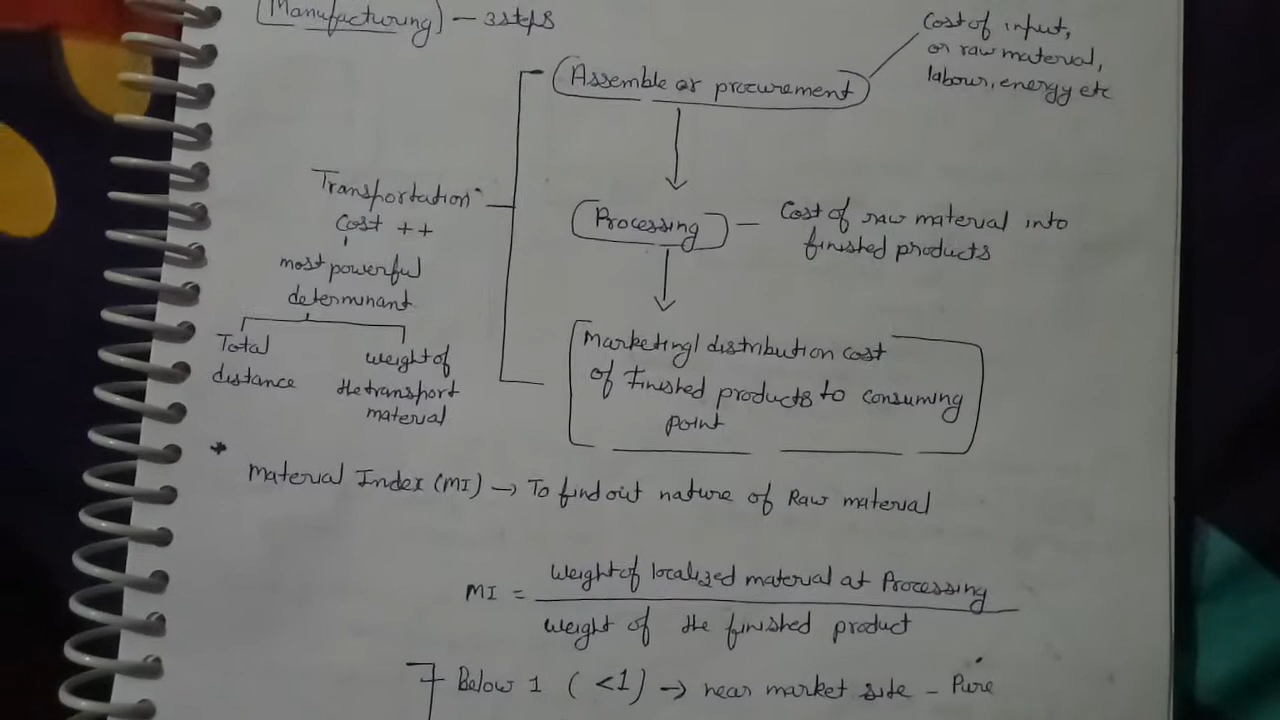 (Manufacturing) - 3 steps
Cost of input,
or raw material,
labour, energy etc
Assemble or procurement
Transportation
Cost ++
most powerful
determinant
Total
distance
weight of
the transport
material
Processing - Cost of raw material into
finished products
Marketing/ distribution cost
of Finished products to consuming
point
* Material Index (MI) → To find out nature of Raw material
MI = weight of localized material at Processing
weight of the finished product
Below 1 (<1) → near market site - Pure